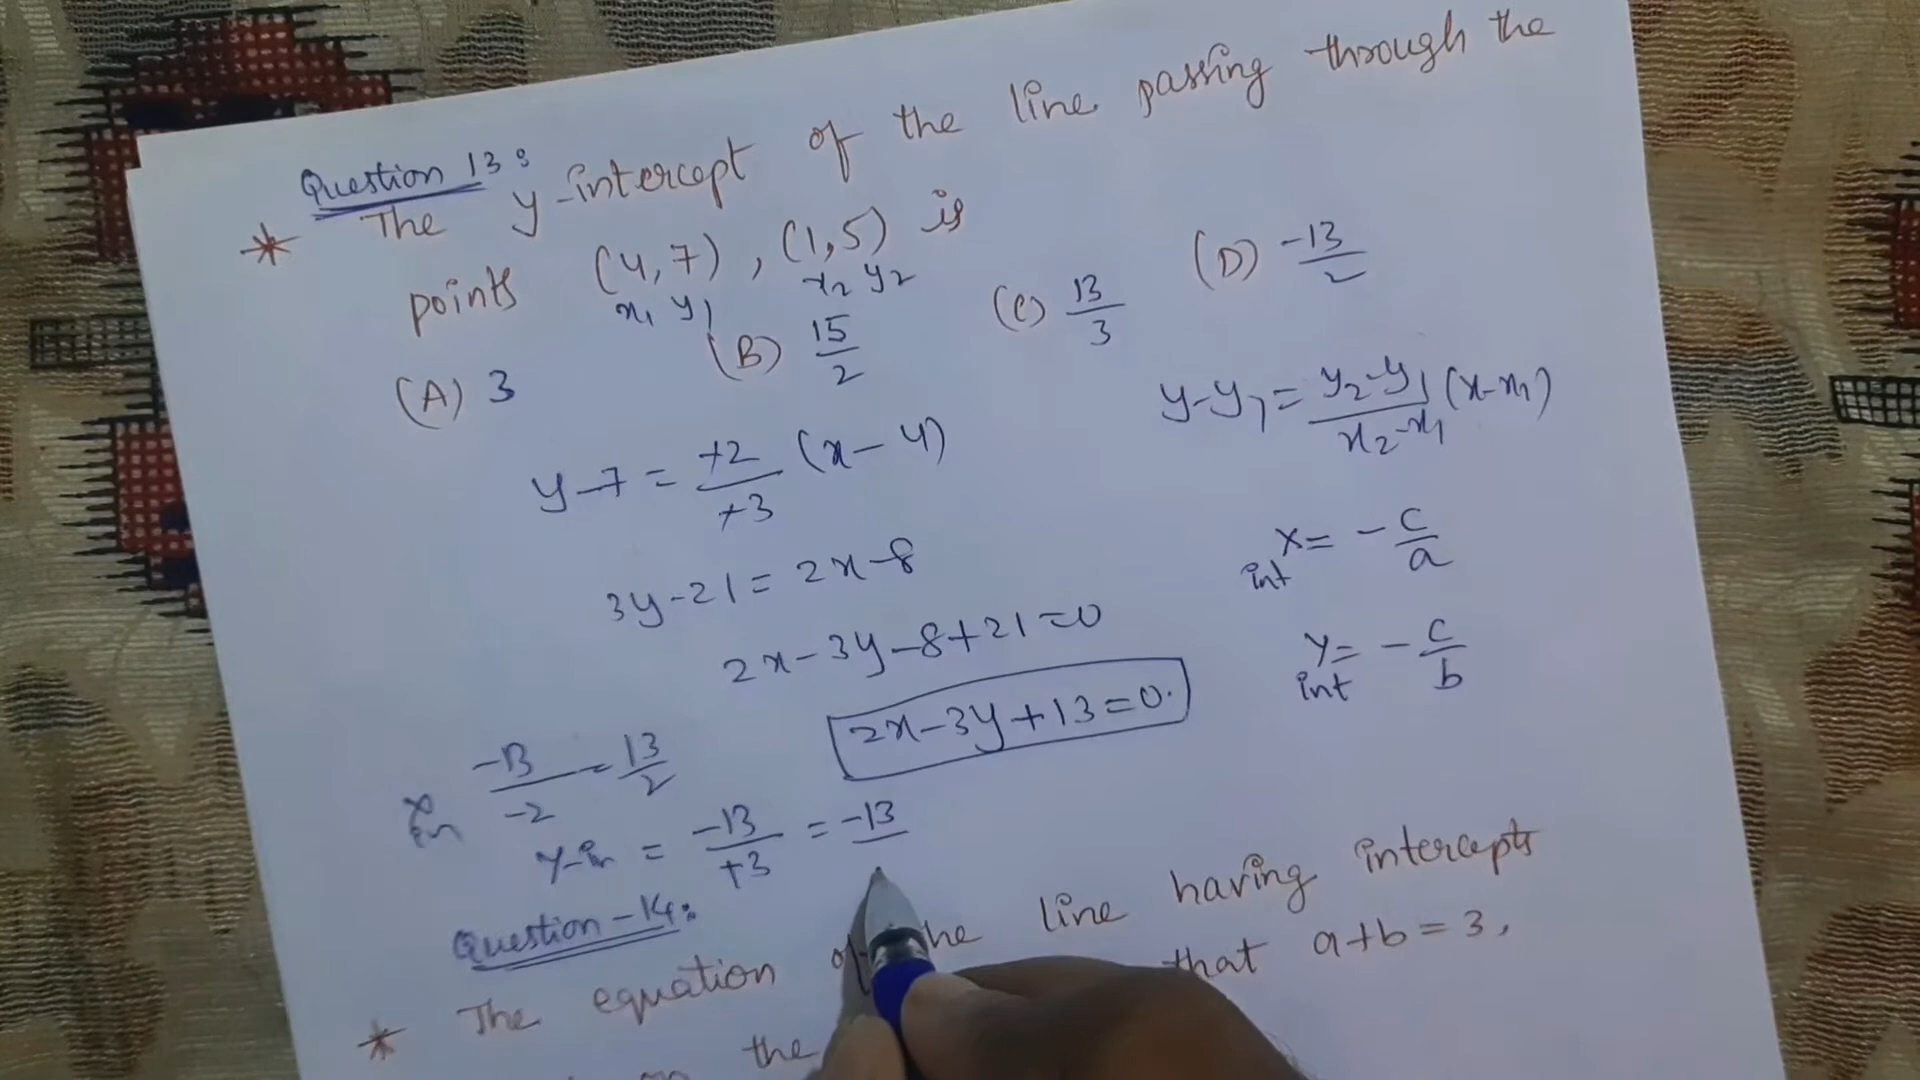 Question 13:
* The y-intercept of the line passing through the
points (4,7), (1,5) is
x₁ y₁ x₂ y₂
(A) 3 (B) 15/2 (C) 13/3 (D) -13/2
y-y₁ = (y₂-y₁)/(x₂-x₁) (x-x₁)
y-7 = +2/+3 (x-4)
3y-21 = 2x-8
x int = -c/a
2x-3y-8+21=0
y int = -c/b
2x-3y+13=0.
-13/-2 = 13/2
y-in = -13/+3 = -13
Question-14:
* The equation of the line having intercepts
that a+b=3,
the